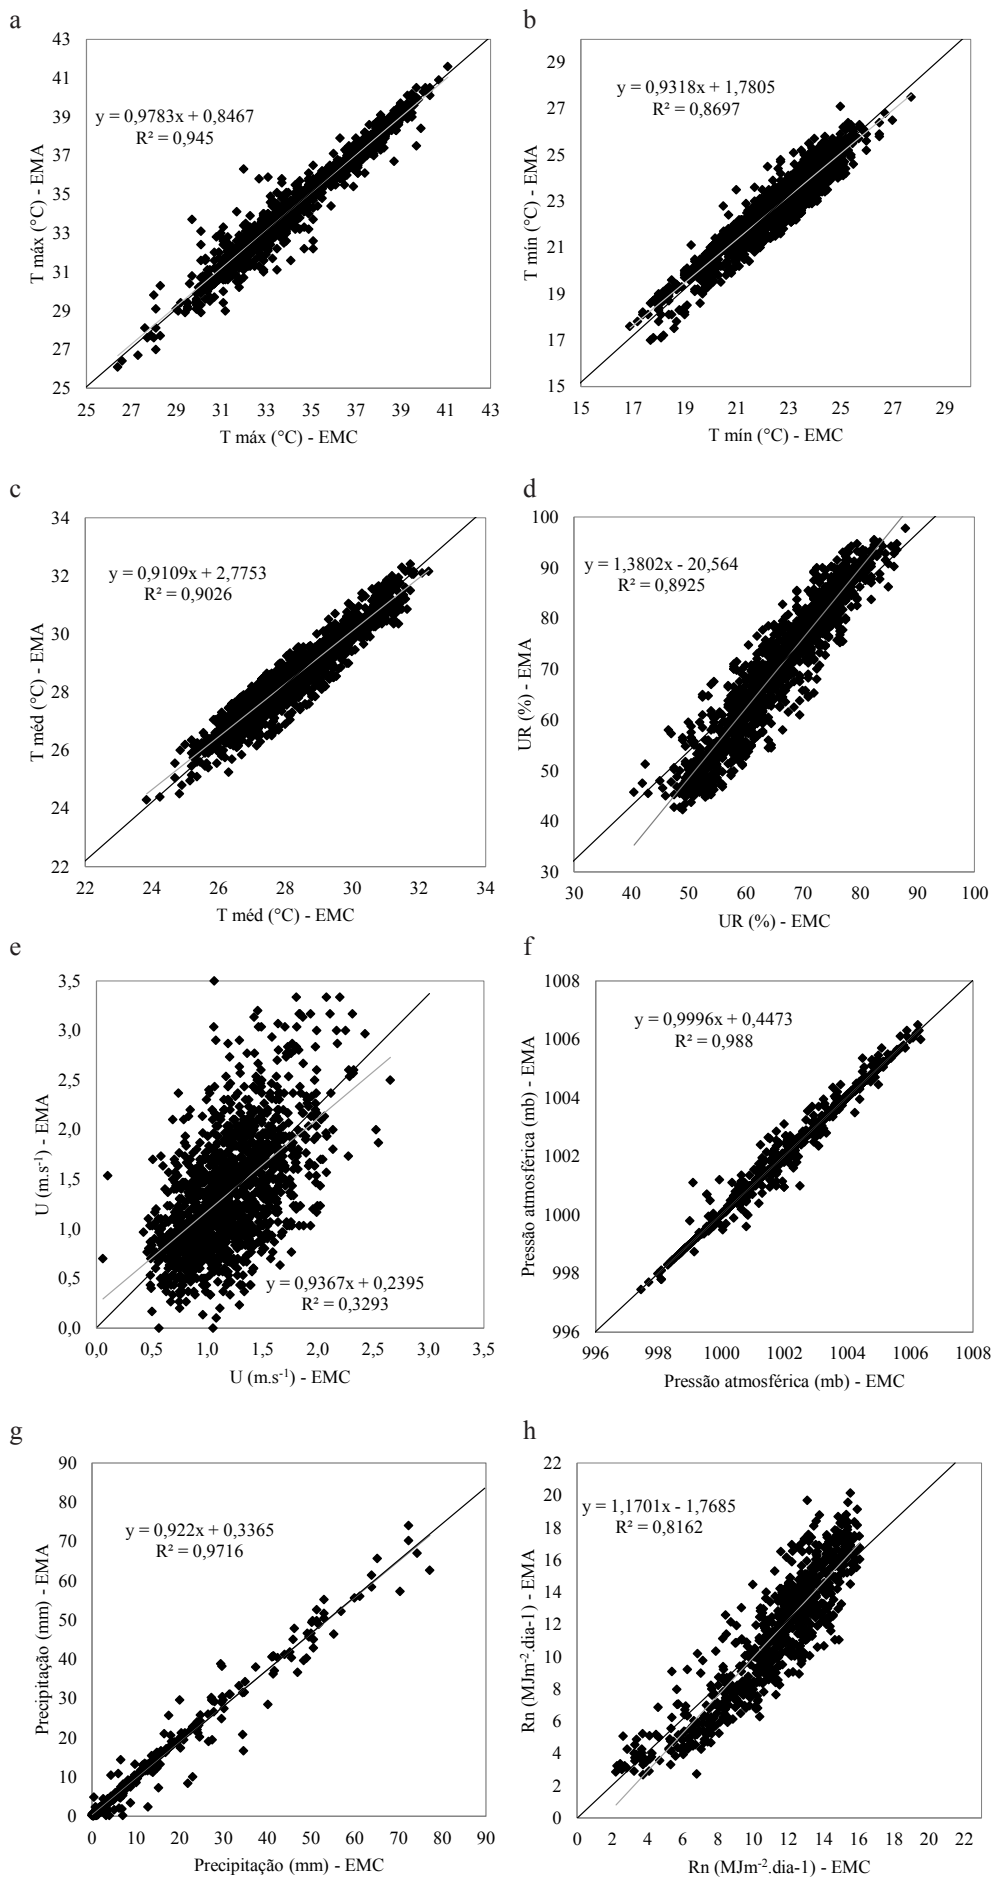 a
43
41
39
37
35
33
31
29
27
25
T máx (°C) - EMA
y = 0,9783x + 0,8467
R² = 0,945
25 27 29 31 33 35 37 39 41 43
T máx (°C) - EMC
b
29
27
25
23
21
19
17
15
T mín (°C) - EMA
y = 0,9318x + 1,7805
R² = 0,8697
15 17 19 21 23 25 27 29
T mín (°C) - EMC
c
34
32
30
28
26
24
22
T méd (°C) - EMA
y = 0,9109x + 2,7753
R² = 0,9026
22 24 26 28 30 32 34
T méd (°C) - EMC
d
100
90
80
70
60
50
40
30
UR (%) - EMA
y = 1,3802x - 20,564
R² = 0,8925
30 40 50 60 70 80 90 100
UR (%) - EMC
e
3,5
3,0
2,5
2,0
1,5
1,0
0,5
0,0
U (m.s⁻¹) - EMA
y = 0,9367x + 0,2395
R² = 0,3293
0,0 0,5 1,0 1,5 2,0 2,5 3,0 3,5
U (m.s⁻¹) - EMC
f
1008
1006
1004
1002
1000
998
996
Pressão atmosférica (mb) - EMA
y = 0,9996x + 0,4473
R² = 0,988
996 998 1000 1002 1004 1006 1008
Pressão atmosférica (mb) - EMC
g
90
80
70
60
50
40
30
20
10
0
Precipitação (mm) - EMA
y = 0,922x + 0,3365
R² = 0,9716
0 10 20 30 40 50 60 70 80 90
Precipitação (mm) - EMC
h
22
20
18
16
14
12
10
8
6
4
2
0
Rn (MJm⁻².dia-1) - EMA
y = 1,1701x - 1,7685
R² = 0,8162
0 2 4 6 8 10 12 14 16 18 20 22
Rn (MJm⁻².dia-1) - EMC